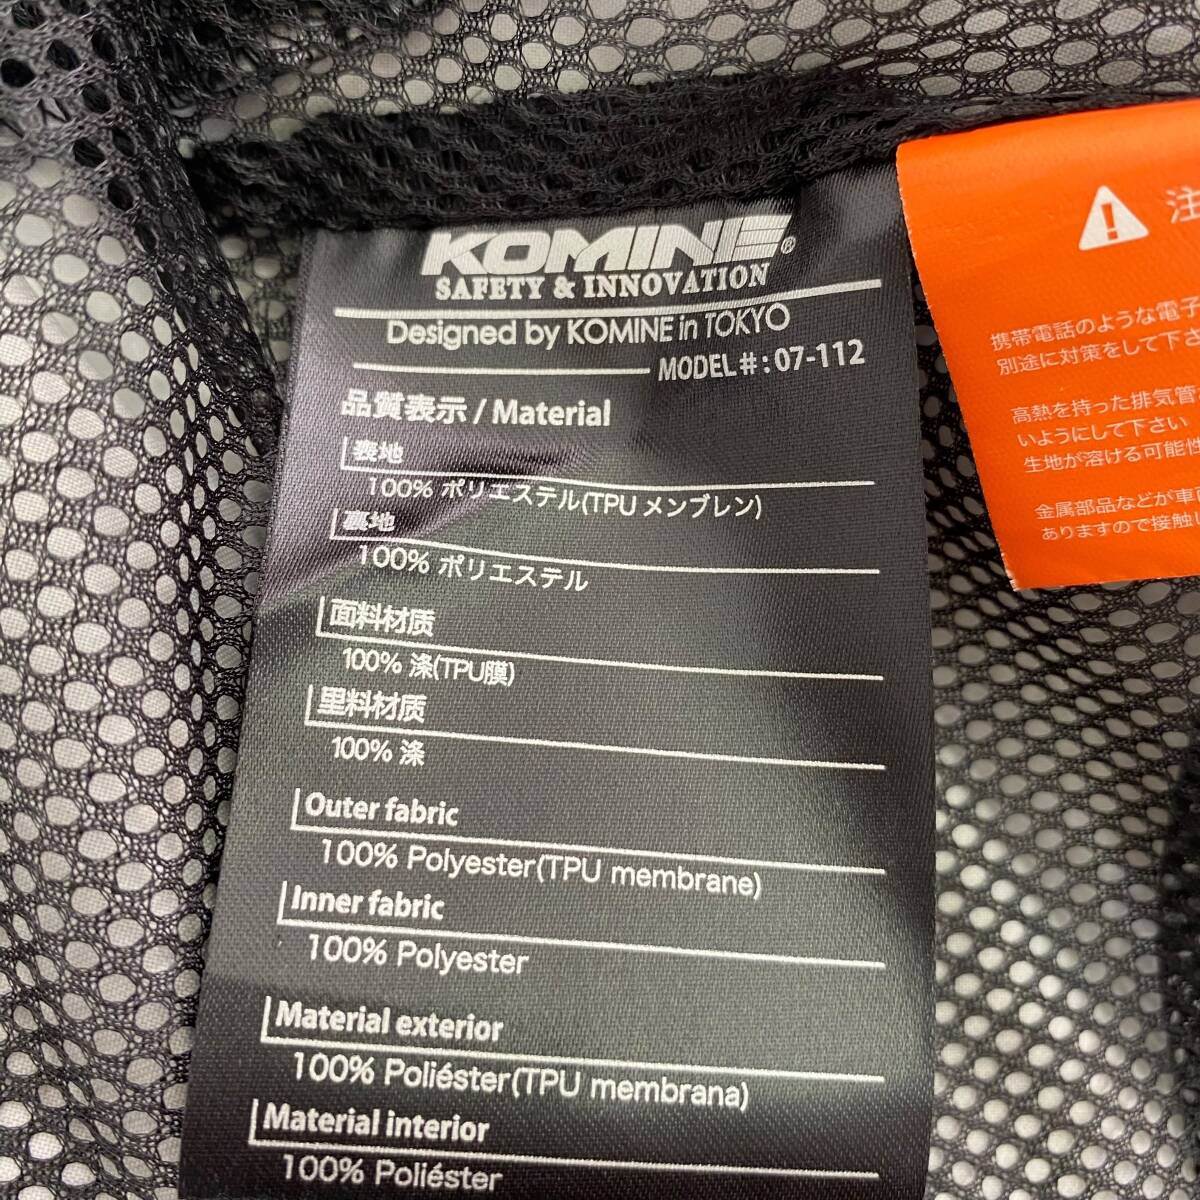 KOMINE®
SAFETY & INNOVATION
Designed by KOMINE in TOKYO
MODEL#: 07-112
品質表示 / Material
表地
100% ポリエステル(TPU メンブレン)
裏地
100% ポリエステル
面料材质
100% 涤(TPU膜)
里料材质
100% 涤
Outer fabric
100% Polyester(TPU membrane)
Inner fabric
100% Polyester
Material exterior
100% Poliéster(TPU membrana)
Material interior
100% Poliéster
注
携帯電話のような電子
別途に対策をして下さ
高熱を持った排気管
いようにして下さい
生地が溶ける可能性
金属部品などが車
ありますので接触し